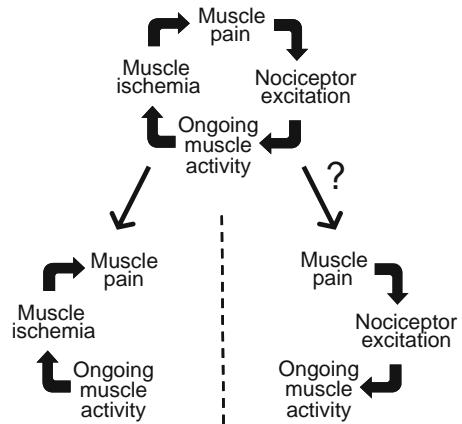 Muscle
pain
Muscle
ischemia
Nociceptor
excitation
Ongoing
muscle
activity
?
Muscle
pain
Muscle
ischemia
Ongoing
muscle
activity
Muscle
pain
Nociceptor
excitation
Ongoing
muscle
activity